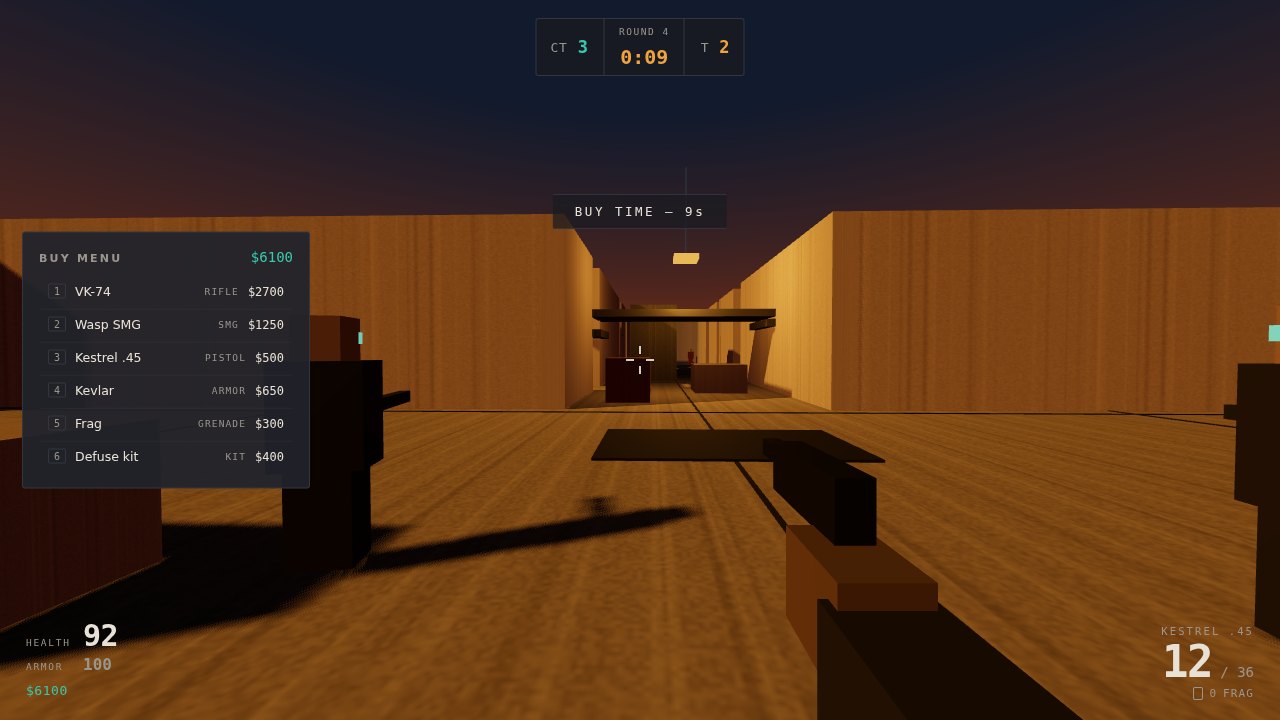 CT 3
ROUND 4
0:09
T 2
BUY TIME — 9s
BUY MENU $6100
1 VK-74 RIFLE $2700
2 Wasp SMG SMG $1250
3 Kestrel .45 PISTOL $500
4 Kevlar ARMOR $650
5 Frag GRENADE $300
6 Defuse kit KIT $400
HEALTH 92
ARMOR 100
$6100
KESTREL .45
12 / 36
0 FRAG